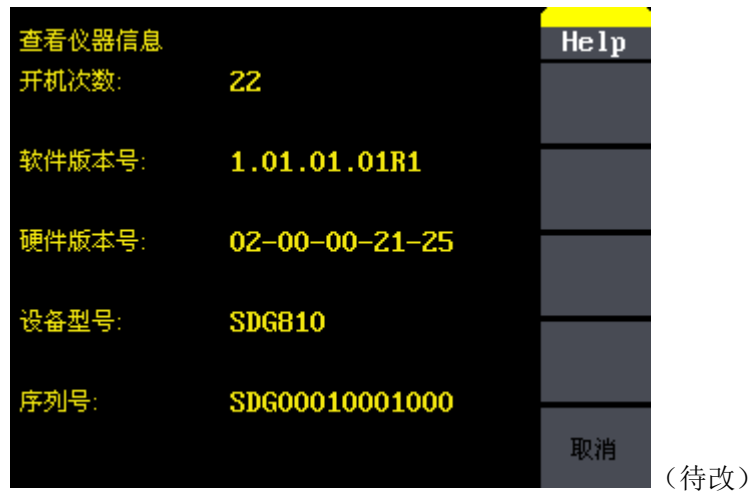 查看仪器信息
Help
开机次数: 22
软件版本号: 1.01.01.01R1
硬件版本号: 02-00-00-21-25
设备型号: SDG810
序列号: SDG00010001000
取消
（待改）